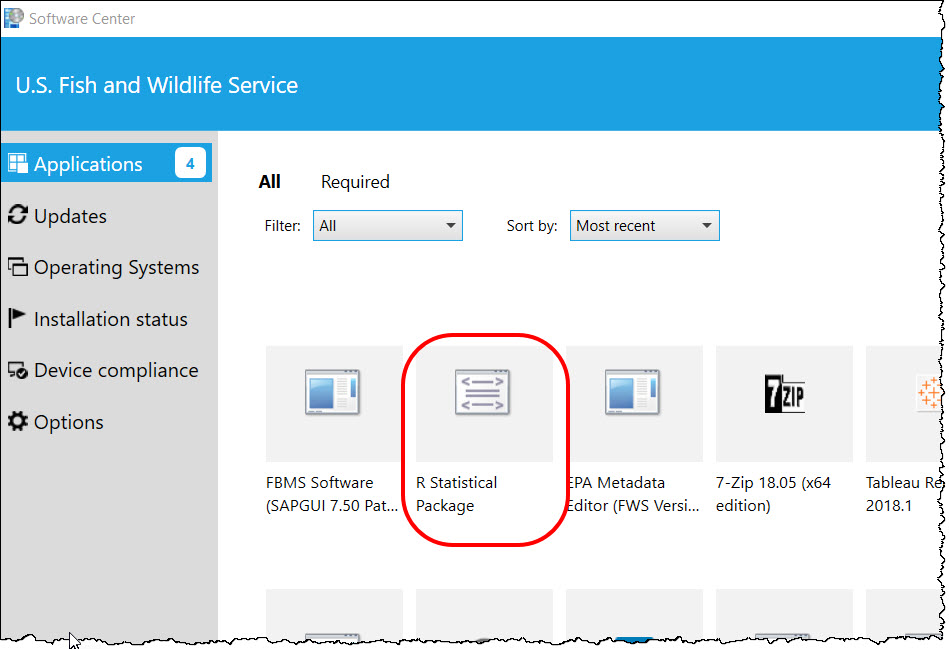 Software Center
U.S. Fish and Wildlife Service
Applications
4
Updates
Operating Systems
Installation status
Device compliance
Options
All
Required
Filter:
All
Sort by:
Most recent
FBMS Software
(SAPGUI 7.50 Pat...
R Statistical
Package
EPA Metadata
Editor (FWS Versi...
7ZIP
7-Zip 18.05 (x64
edition)
Tableau Re
2018.1